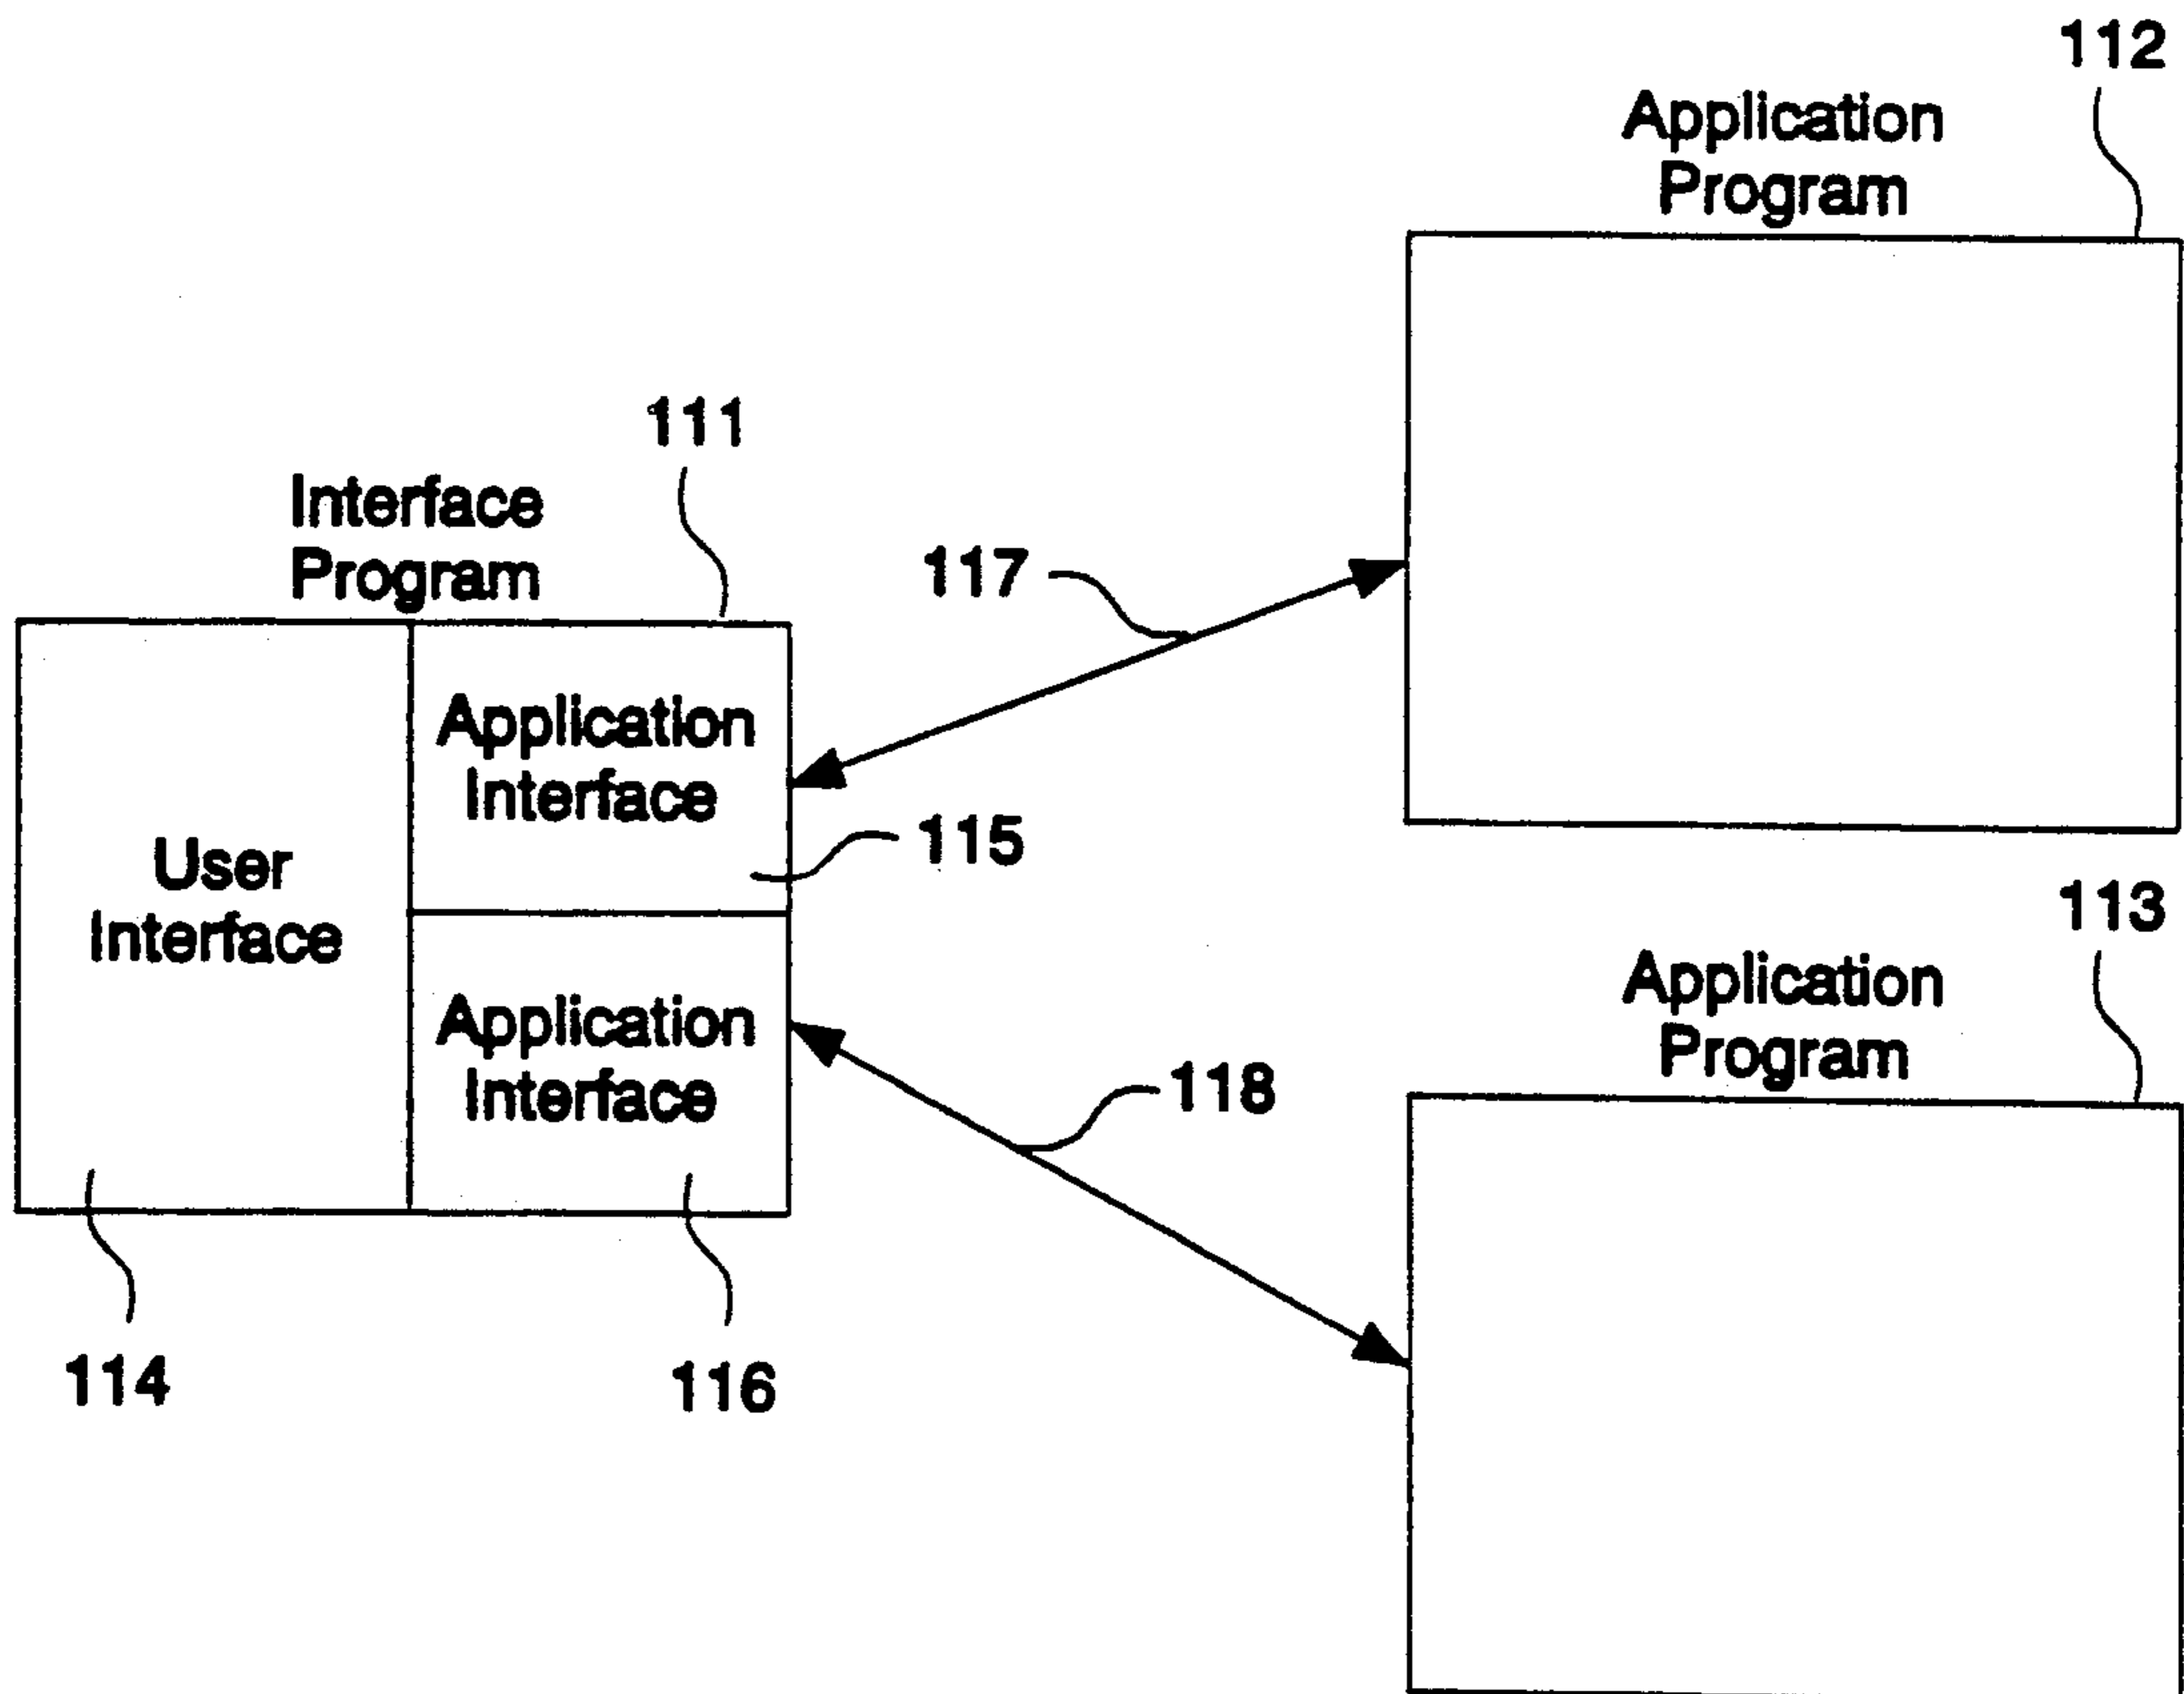 112
Application
Program
111
Interface
Program
117
Application
Interface
115
User
Interface
113
Application
Program
Application
Interface
118
114
116